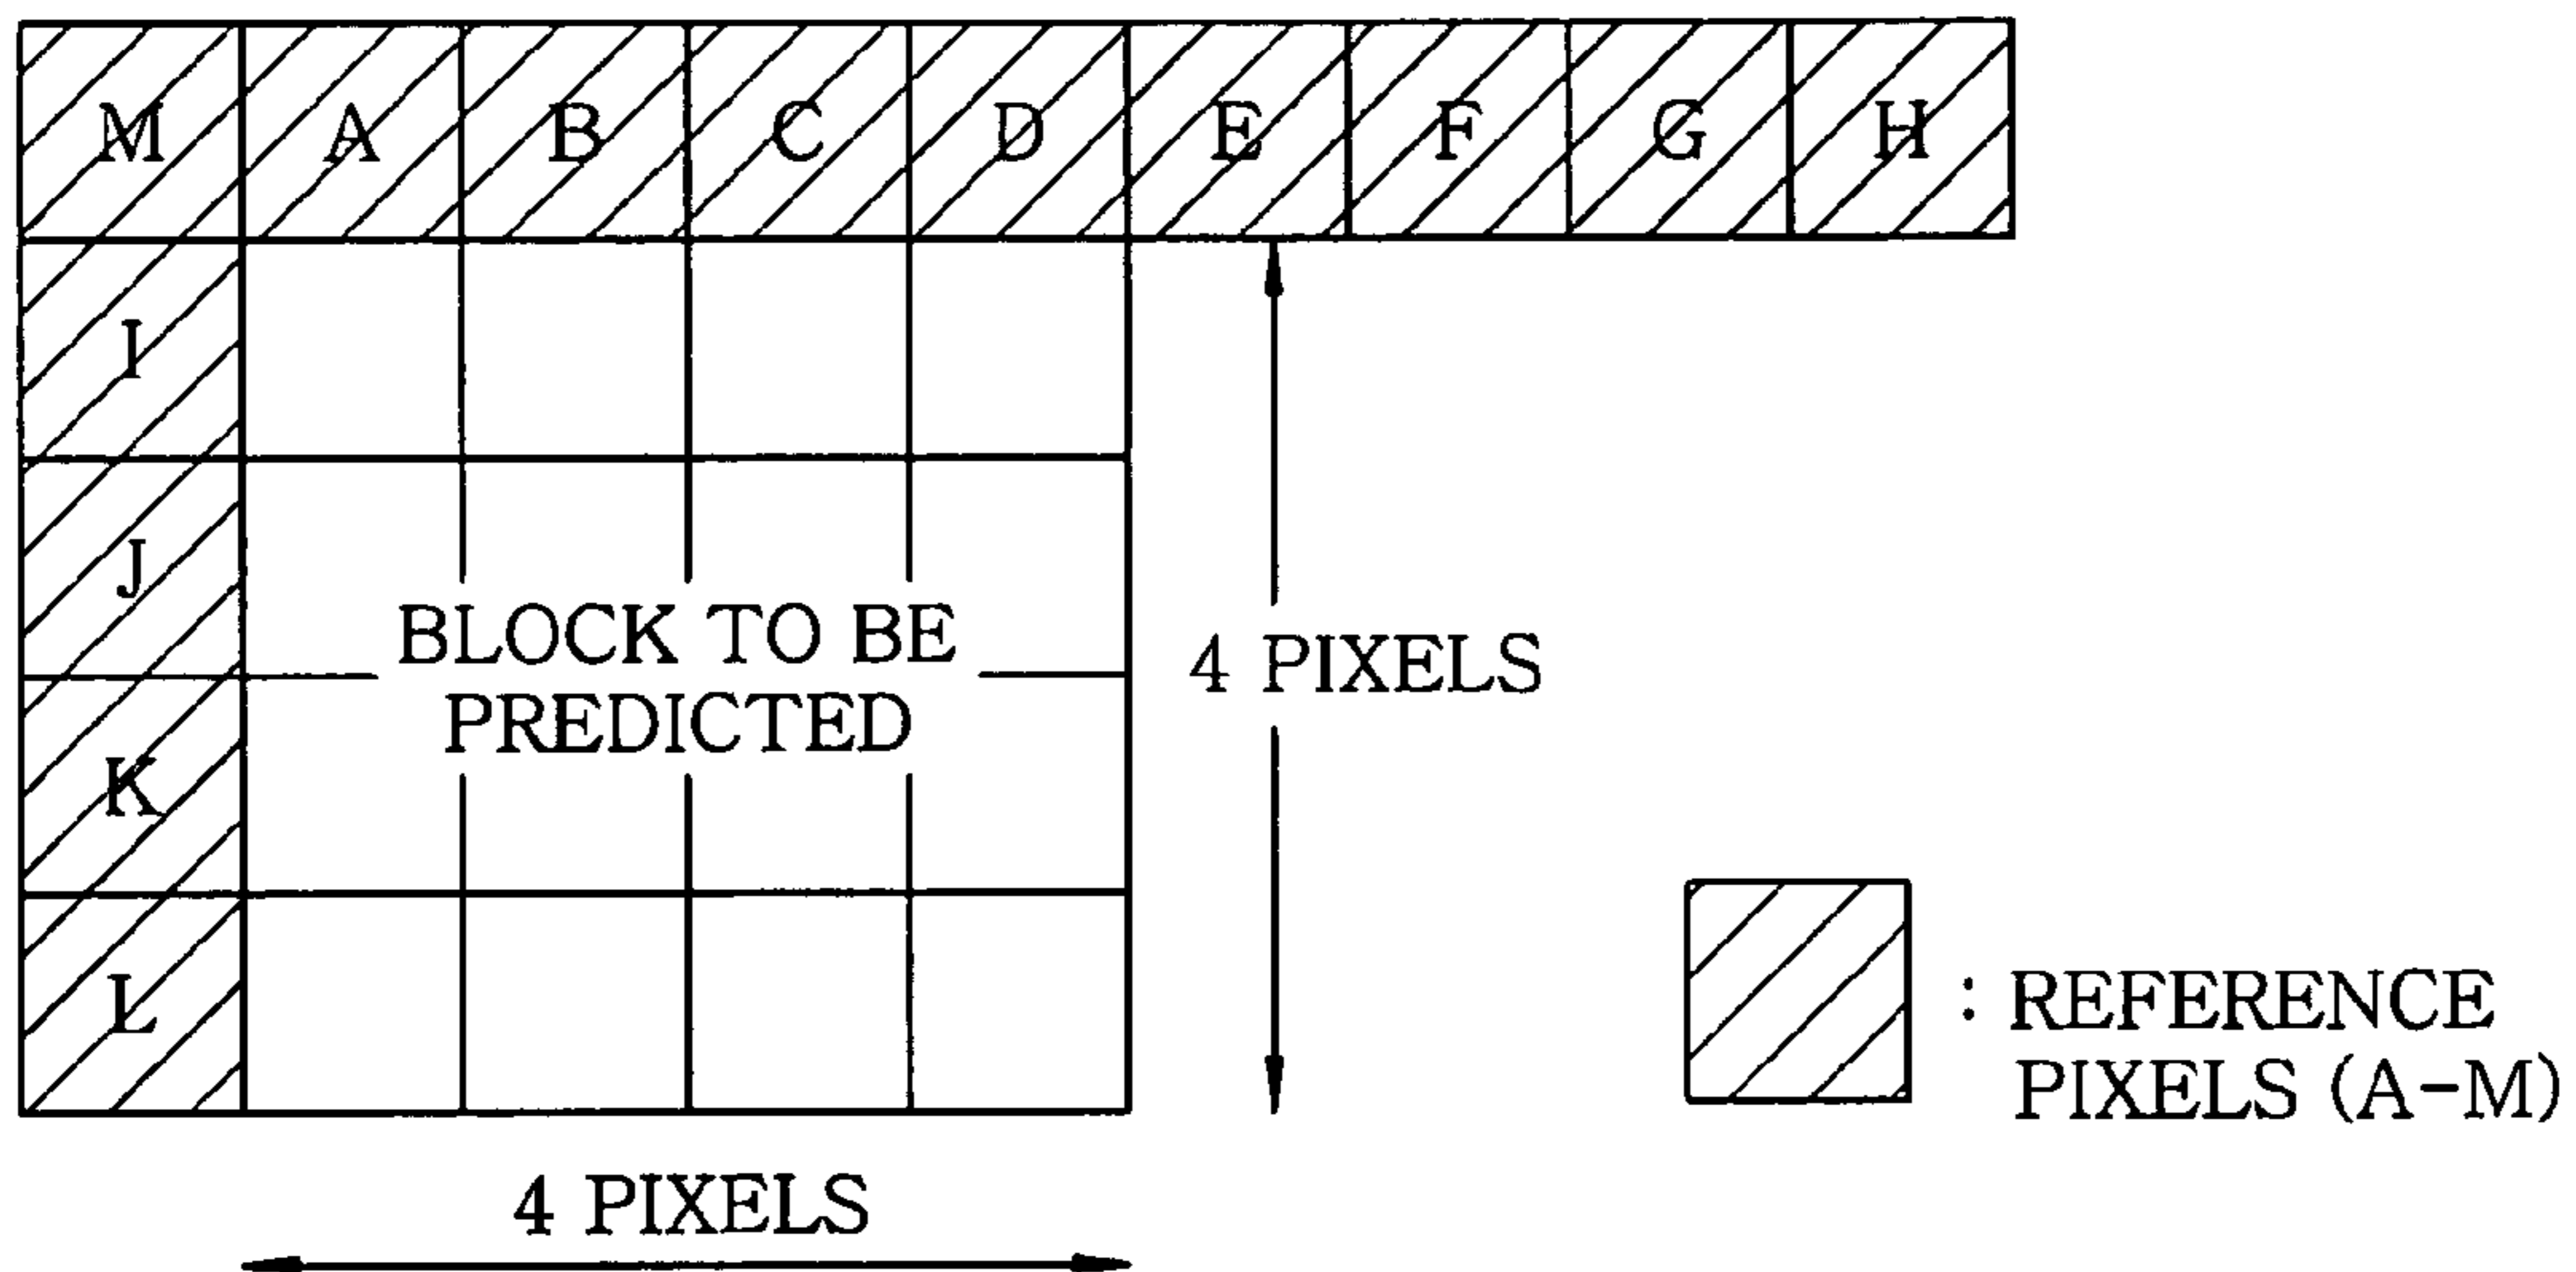 M A B C D E F G H
I
J
BLOCK TO BE
PREDICTED
4 PIXELS
K
L
: REFERENCE
PIXELS (A-M)
4 PIXELS